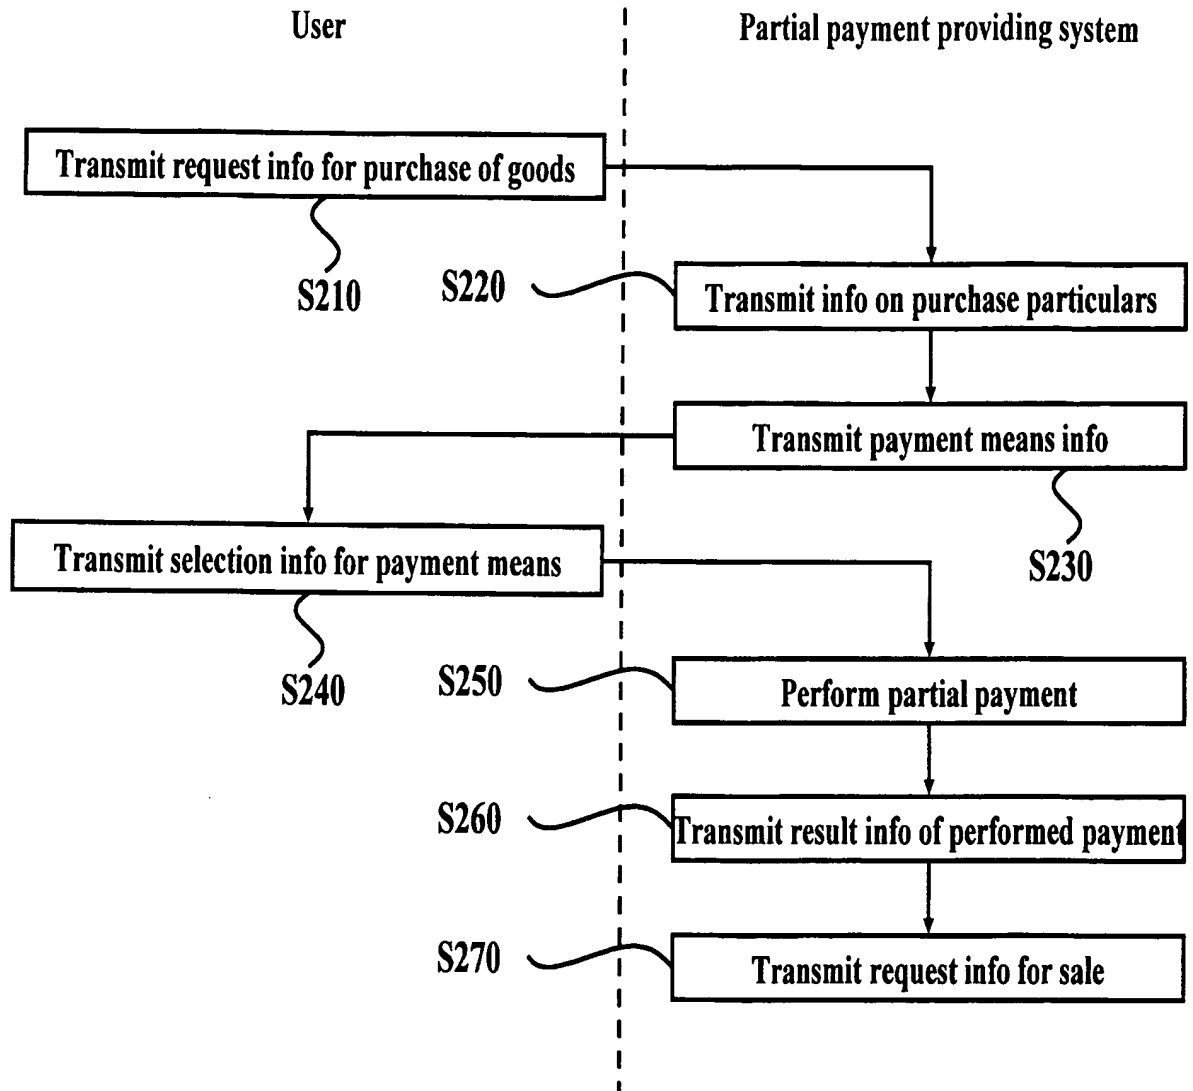 User
Partial payment providing system
Transmit request info for purchase of goods
S210
S220
Transmit info on purchase particulars
Transmit payment means info
S230
Transmit selection info for payment means
S240
S250
Perform partial payment
S260
Transmit result info of performed payment
S270
Transmit request info for sale